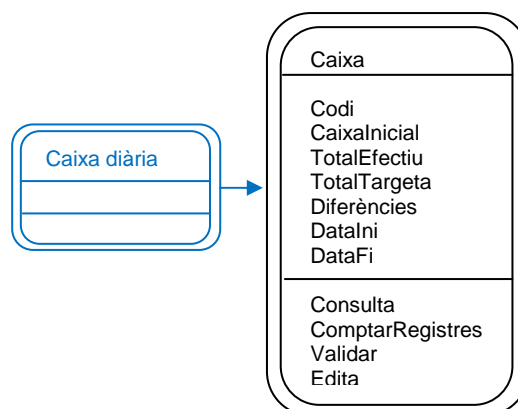 Caixa diària
Caixa
Codi
CaixaInicial
TotalEfectiu
TotalTargeta
Diferències
DataIni
DataFi
Consulta
ComptarRegistres
Validar
Edita